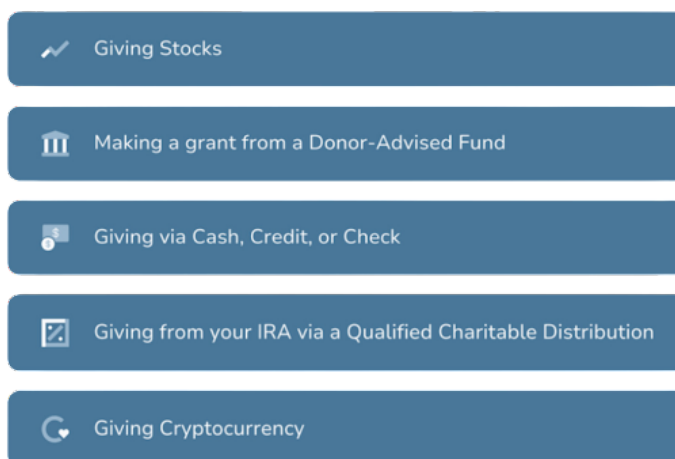 Giving Stocks
Making a grant from a Donor-Advised Fund
Giving via Cash, Credit, or Check
Giving from your IRA via a Qualified Charitable Distribution
Giving Cryptocurrency